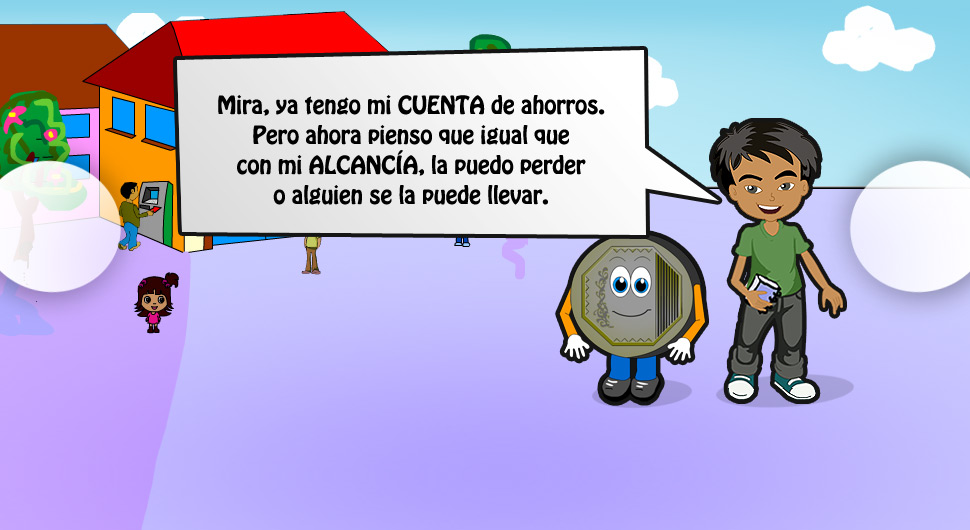 Mira, ya tengo mi CUENTA de ahorros.
Pero ahora pienso que igual que
con mi ALCANCÍA, la puedo perder
o alguien se la puede llevar.